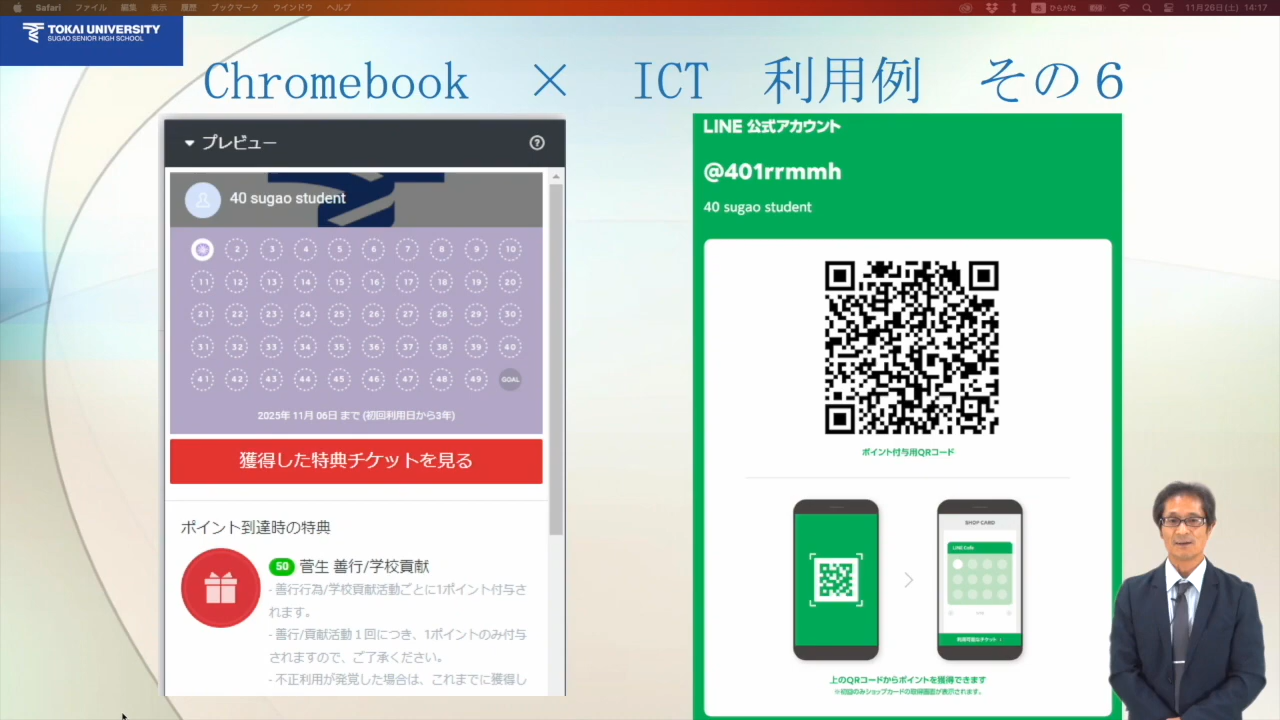 Safari ファイル 編集 表示 履歴 ブックマーク ウインドウ ヘルプ
あ ひらがな
11月26日(土) 14:17
TOKAI UNIVERSITY
SUGAO SENIOR HIGH SCHOOL
Chromebook × ICT 利用例 その6
プレビュー
40 sugao student
2 3 4 5 6 7 8 9 10
11 12 13 14 15 16 17 18 19 20
21 22 23 24 25 26 27 28 29 30
31 32 33 34 35 36 37 38 39 40
41 42 43 44 45 46 47 48 49 GOAL
2025年 11月 06日 まで (初回利用日から3年)
獲得した特典チケットを見る
ポイント到達時の特典
50 菅生 善行/学校貢献
- 善行行為/学校貢献活動ごとに1ポイント付与さ
れます。
- 善行/貢献活動1回につき、1ポイントのみ付与
されますので、ご了承ください。
- 不正利用が発覚した場合は、これまでに獲得し
LINE 公式アカウント
@401rrmmh
40 sugao student
ポイント付与用QRコード
SHOP CARD
LINE Cafe
利用可能なチケット
上のQRコードからポイントを獲得できます
※初回のみショップカードの取得画面が表示されます。